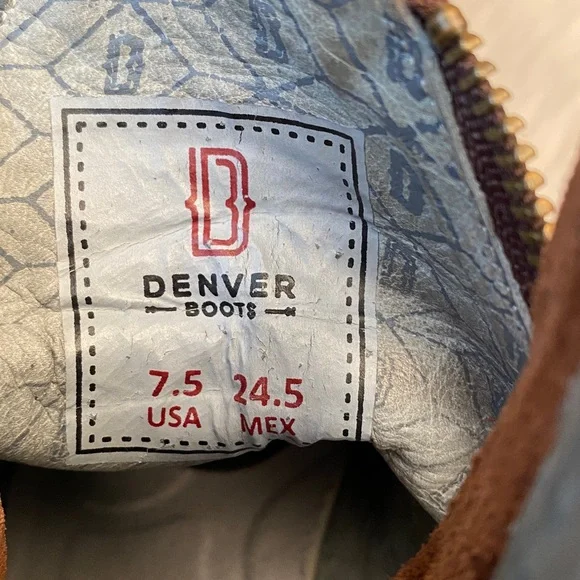 D
DENVER
BOOTS
7.5 24.5
USA MEX